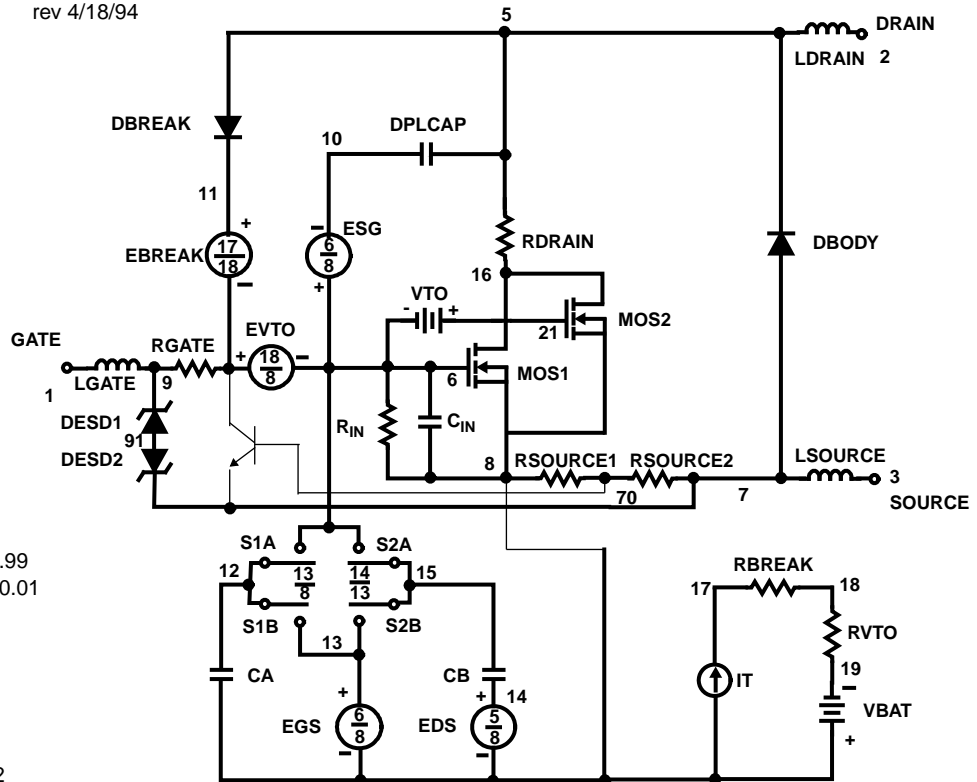 rev 4/18/94
5
DRAIN
LDRAIN 2
DBREAK
10
DPLCAP
11
+
- ESG
EBREAK 17/18
6/8
-
+
RDRAIN
DBODY
16
VTO
- +
21
MOS2
GATE
RGATE
EVTO
+ 18/8 -
6
MOS1
1
LGATE
9
DESD1
91
DESD2
RIN
CIN
8
RSOURCE1
RSOURCE2
LSOURCE
70
7
3
SOURCE
.99
0.01
S1A
S2A
12
13/8
14/13
15
S1B
S2B
13
RBREAK
17
18
RVTO
CA
CB
19
+
+ 14
IT
-
VBAT
EGS 6/8
EDS 5/8
+
-
-
2